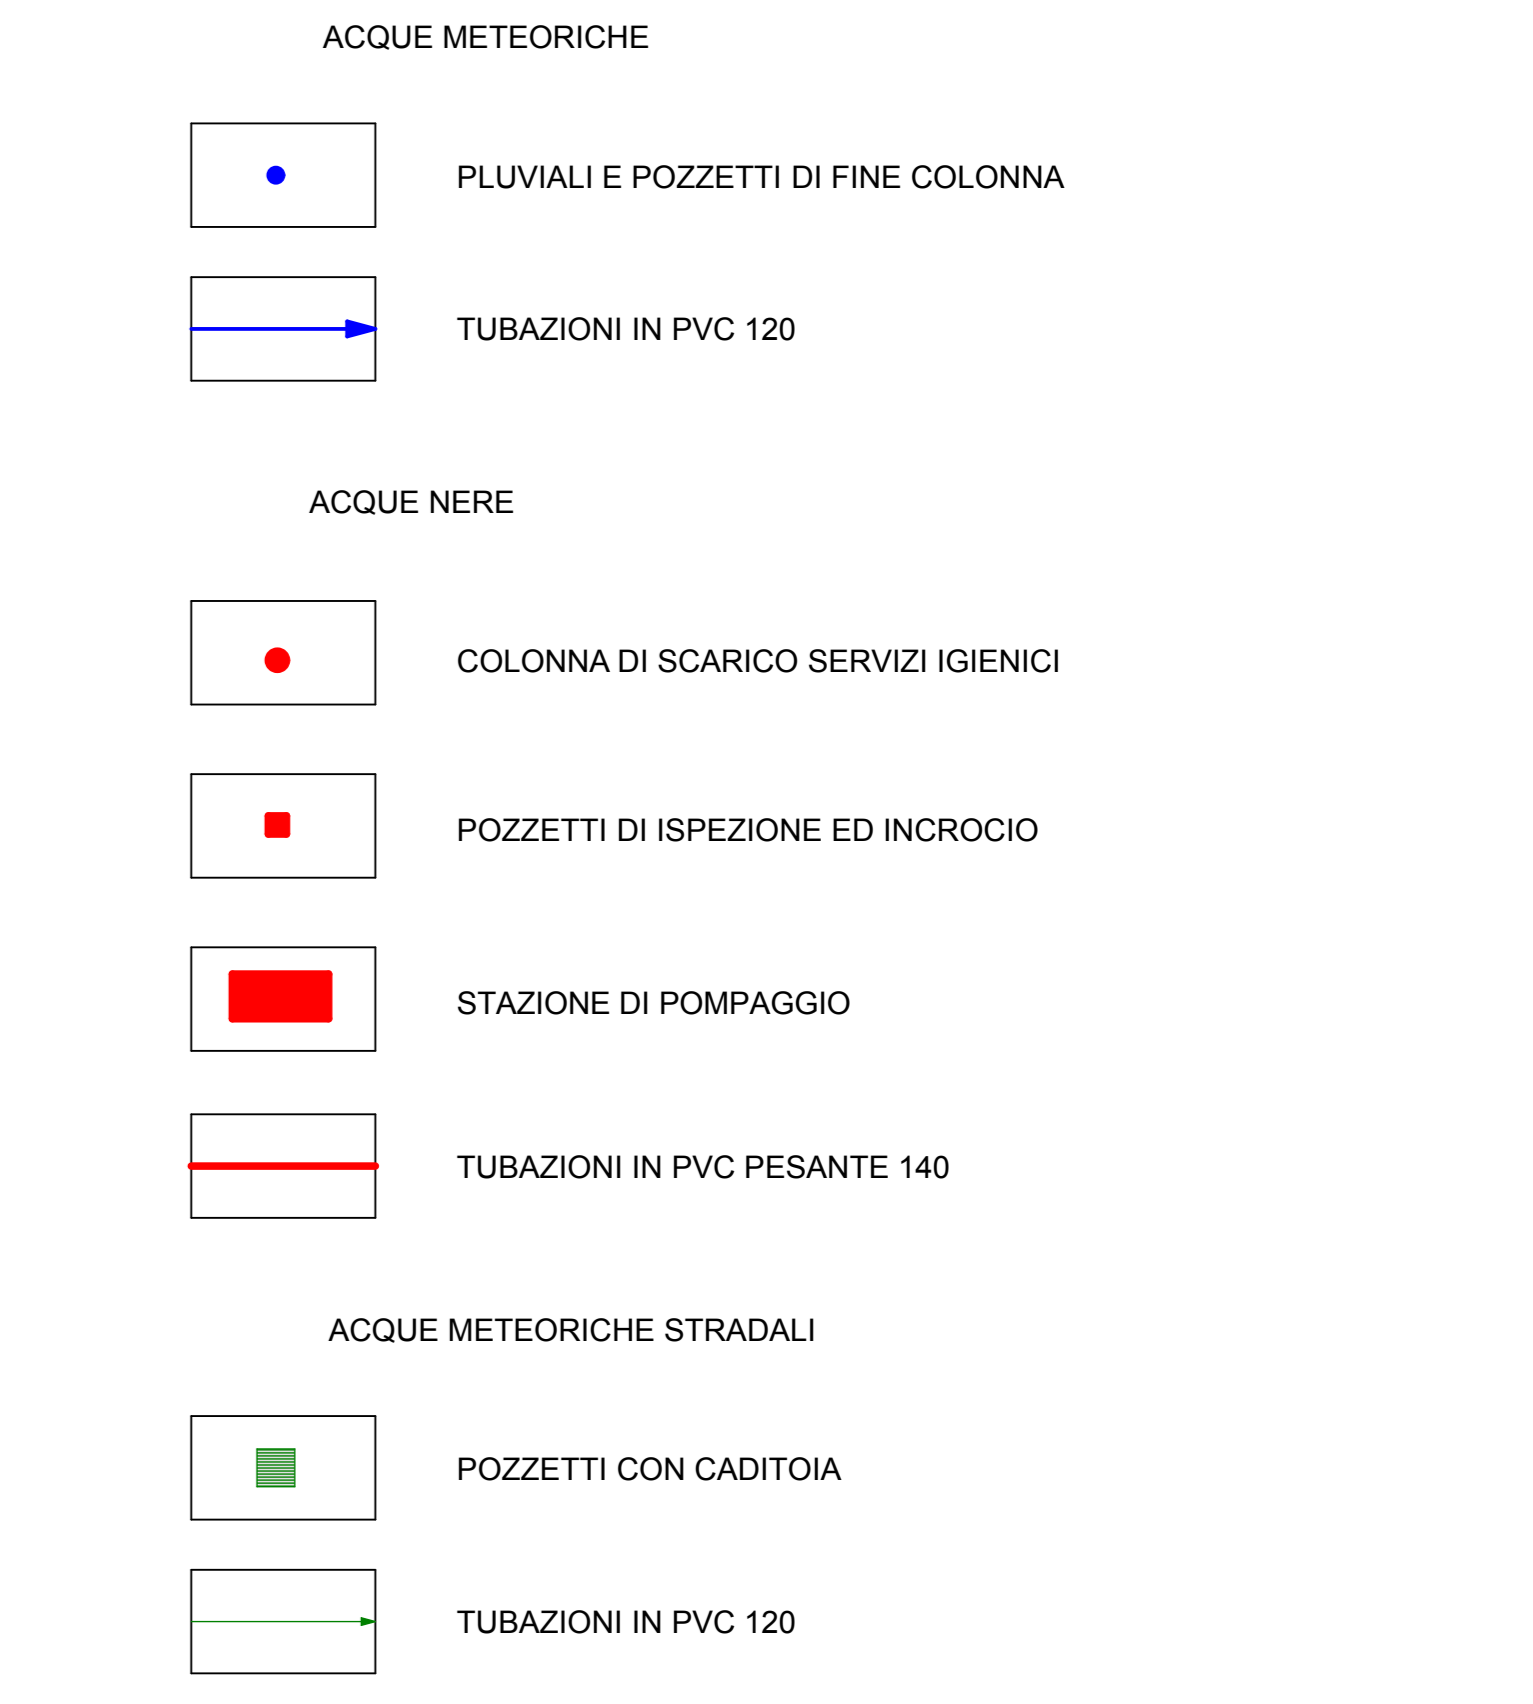 ACQUE METEORICHE
PLUVIALI E POZZETTI DI FINE COLONNA
TUBAZIONI IN PVC 120
ACQUE NERE
COLONNA DI SCARICO SERVIZI IGIENICI
POZZETTI DI ISPEZIONE ED INCROCIO
STAZIONE DI POMPAGGIO
TUBAZIONI IN PVC PESANTE 140
ACQUE METEORICHE STRADALI
POZZETTI CON CADITOIA
TUBAZIONI IN PVC 120